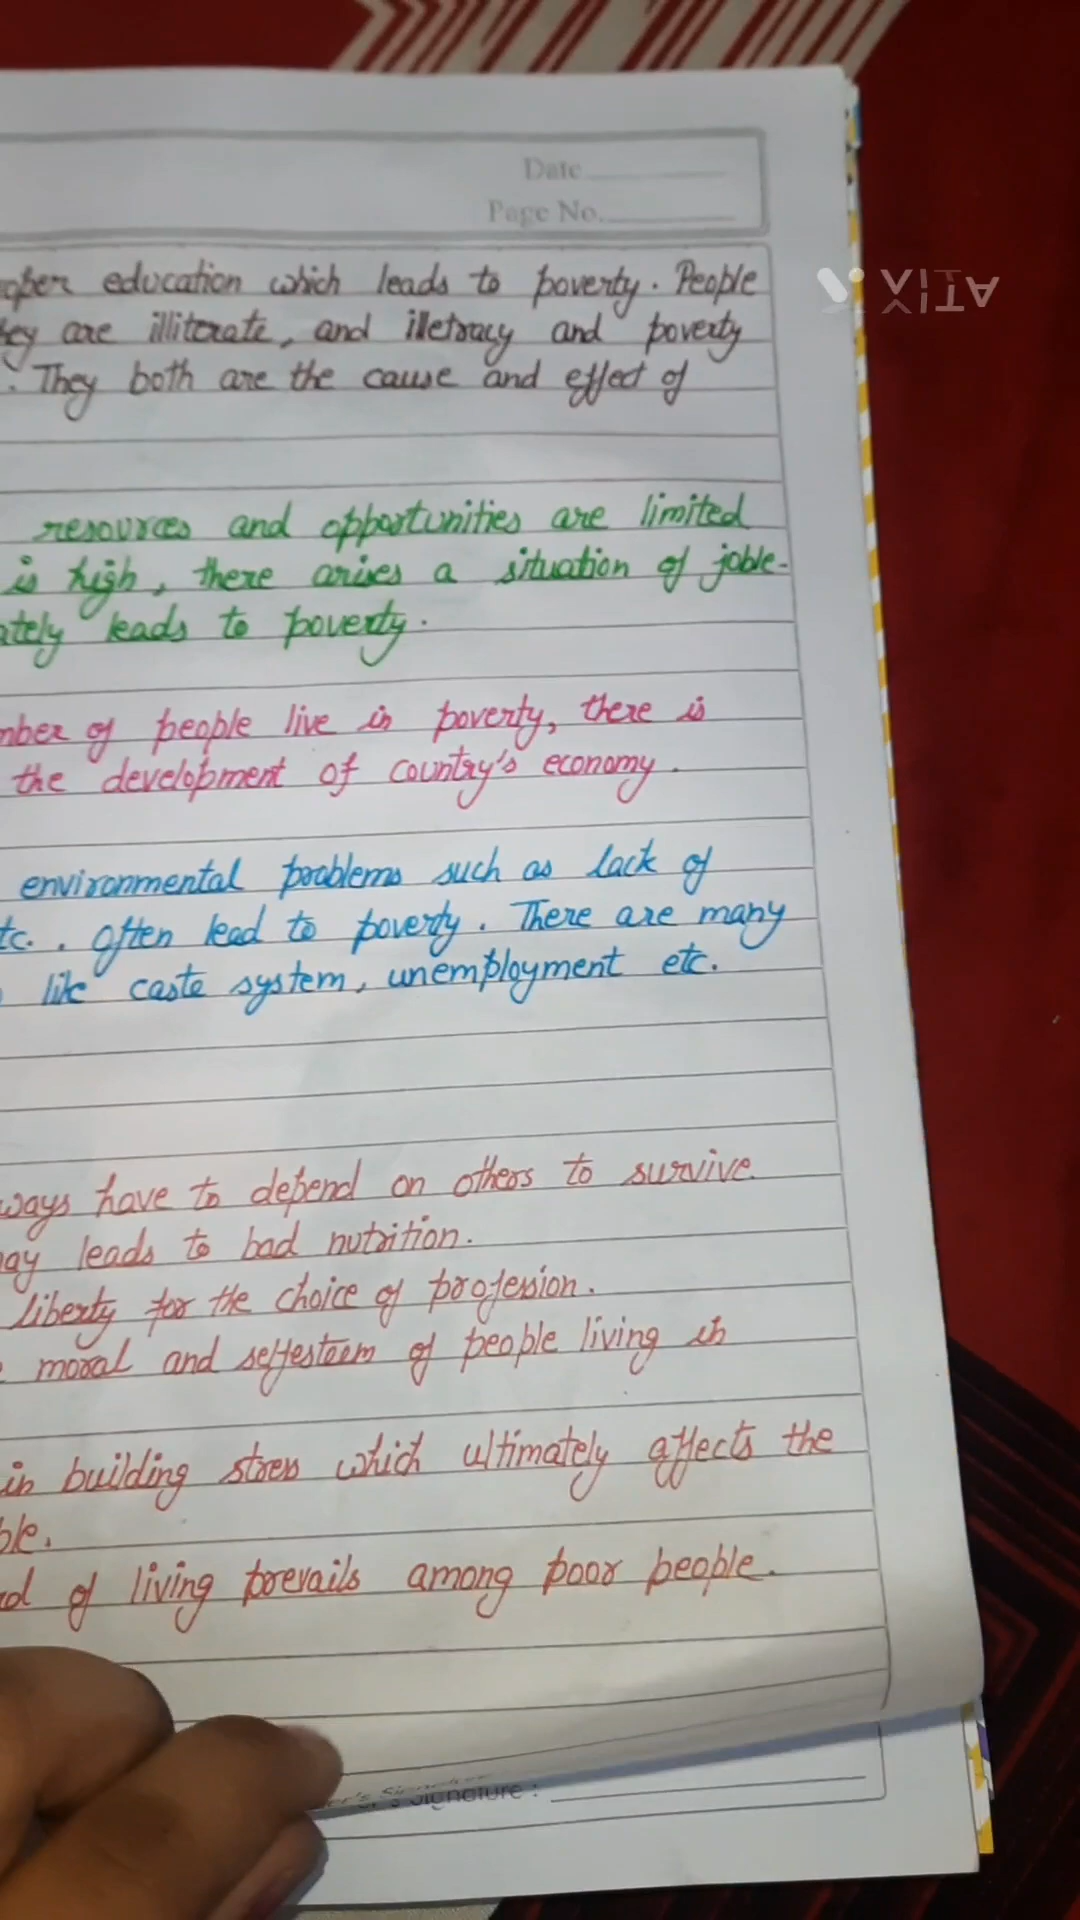 Date
Page No.
VITA
education which leads to poverty. People
are illiterate, and illetracy and poverty
They both are the cause and effect of
resources and opportunities are limited
is high, there arises a situation of joble-
leads to poverty.
of people live in poverty, there is
the development of country's economy.
environmental problems such as lack of
tc.. often lead to poverty. There are many
like caste system, unemployment etc.
ways have to depend on others to survive.
leads to bad nutrition.
liberty for the choice of profession.
moral and selfesteem of people living in
in building stress which ultimately affects the
of living prevails among poor people.
Signature :